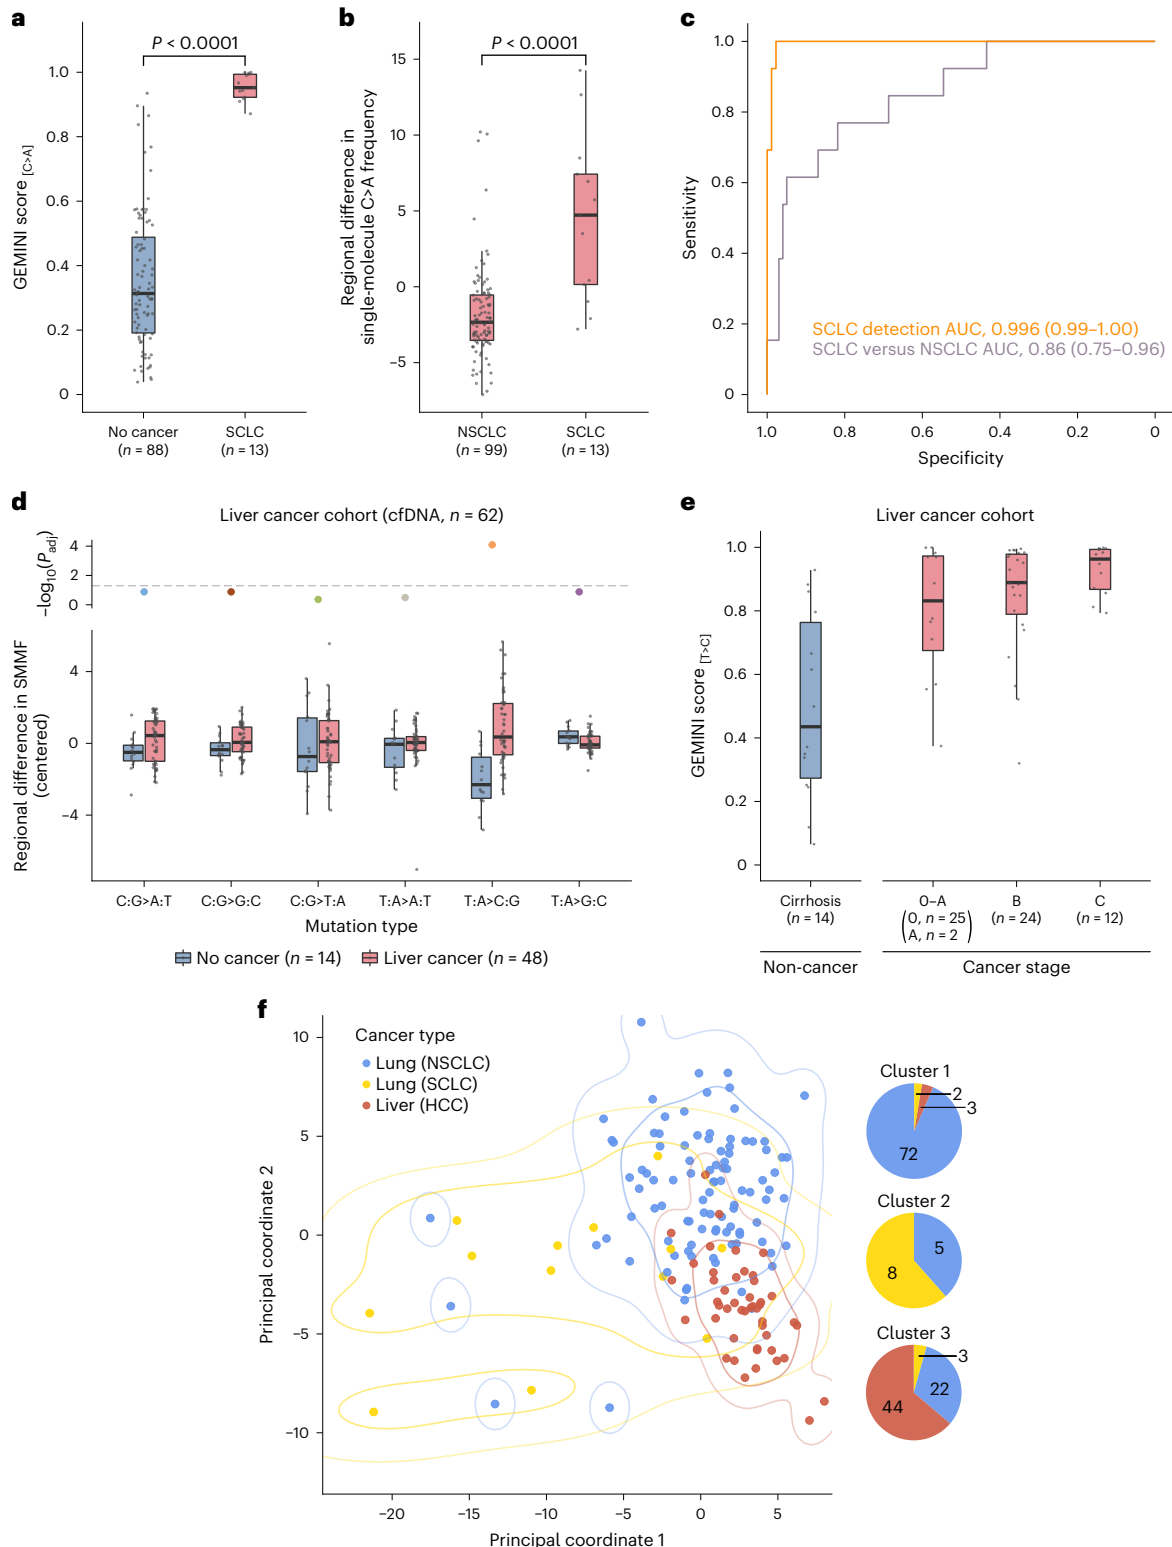 a
P < 0.0001
GEMINI score [C>A]
1.0
0.8
0.6
0.4
0.2
0
No cancer
(n = 88)
SCLC
(n = 13)
b
P < 0.0001
Regional difference in
single-molecule C>A frequency
15
10
5
0
−5
NSCLC
(n = 99)
SCLC
(n = 13)
c
Sensitivity
1.0
0.8
0.6
0.4
0.2
0
SCLC detection AUC, 0.996 (0.99–1.00)
SCLC versus NSCLC AUC, 0.86 (0.75–0.96)
1.0
0.8
0.6
0.4
0.2
0
Specificity
d
Liver cancer cohort (cfDNA, n = 62)
−log10(Padj)
4
2
0
Regional difference in SMMF
(centered)
4
0
−4
C:G>A:T
C:G>G:C
C:G>T:A
T:A>A:T
T:A>C:G
T:A>G:C
Mutation type
No cancer (n = 14)
Liver cancer (n = 48)
e
Liver cancer cohort
GEMINI score [T>C]
1.0
0.8
0.6
0.4
0.2
0
Cirrhosis
(n = 14)
0–A
(0, n = 25
A, n = 2)
B
(n = 24)
C
(n = 12)
Non-cancer
Cancer stage
f
Cancer type
Lung (NSCLC)
Lung (SCLC)
Liver (HCC)
Principal coordinate 2
10
5
0
−5
−10
−20
−15
−10
−5
0
5
Principal coordinate 1
Cluster 1
2
3
72
Cluster 2
5
8
Cluster 3
3
22
44